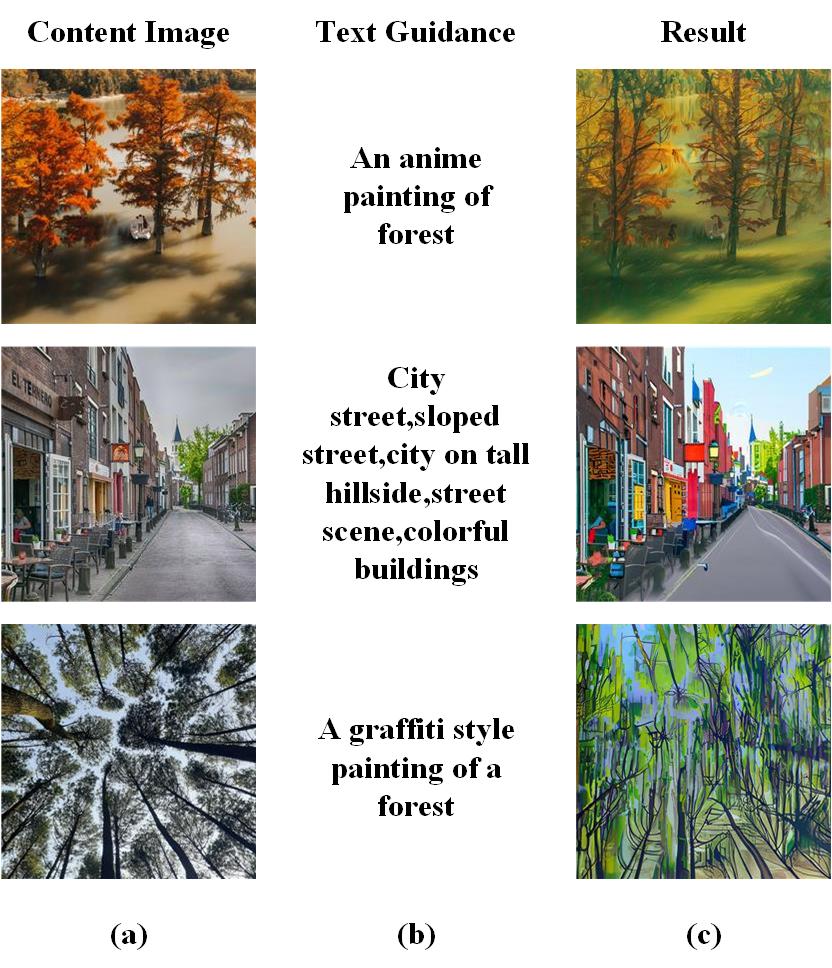 Content Image
Text Guidance
Result
An anime
painting of
forest
EL TERNERO
City
street,sloped
street,city on tall
hillside,street
scene,colorful
buildings
A graffiti style
painting of a
forest
(a)
(b)
(c)